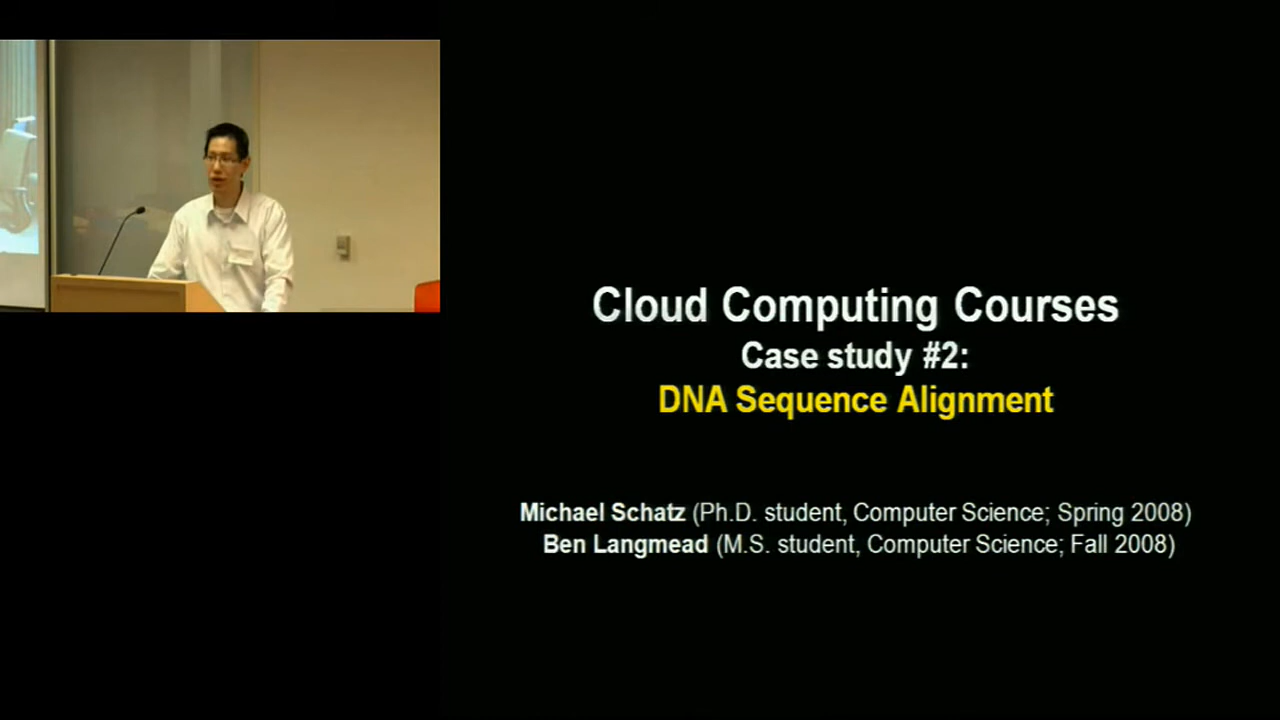 Cloud Computing Courses
Case study #2:
DNA Sequence Alignment
Michael Schatz (Ph.D. student, Computer Science; Spring 2008)
Ben Langmead (M.S. student, Computer Science; Fall 2008)